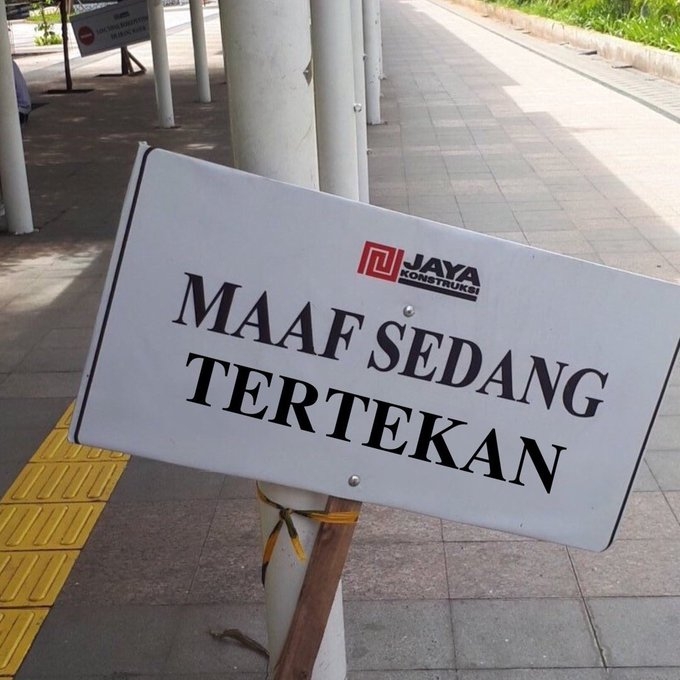 JAYA
KONSTRUKSI
MAAF SEDANG
TERTEKAN